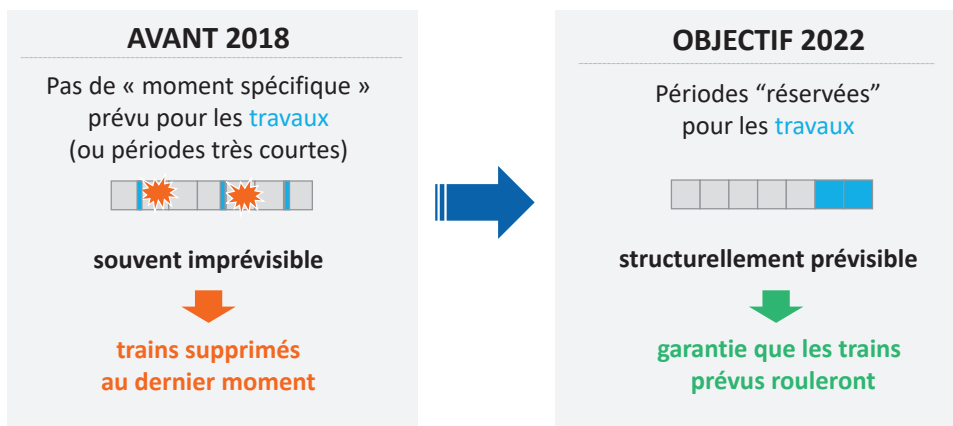 AVANT 2018
Pas de « moment spécifique »
prévu pour les travaux
(ou périodes très courtes)
souvent imprévisible
trains supprimés
au dernier moment
OBJECTIF 2022
Périodes “réservées”
pour les travaux
structurellement prévisible
garantie que les trains
prévus rouleront